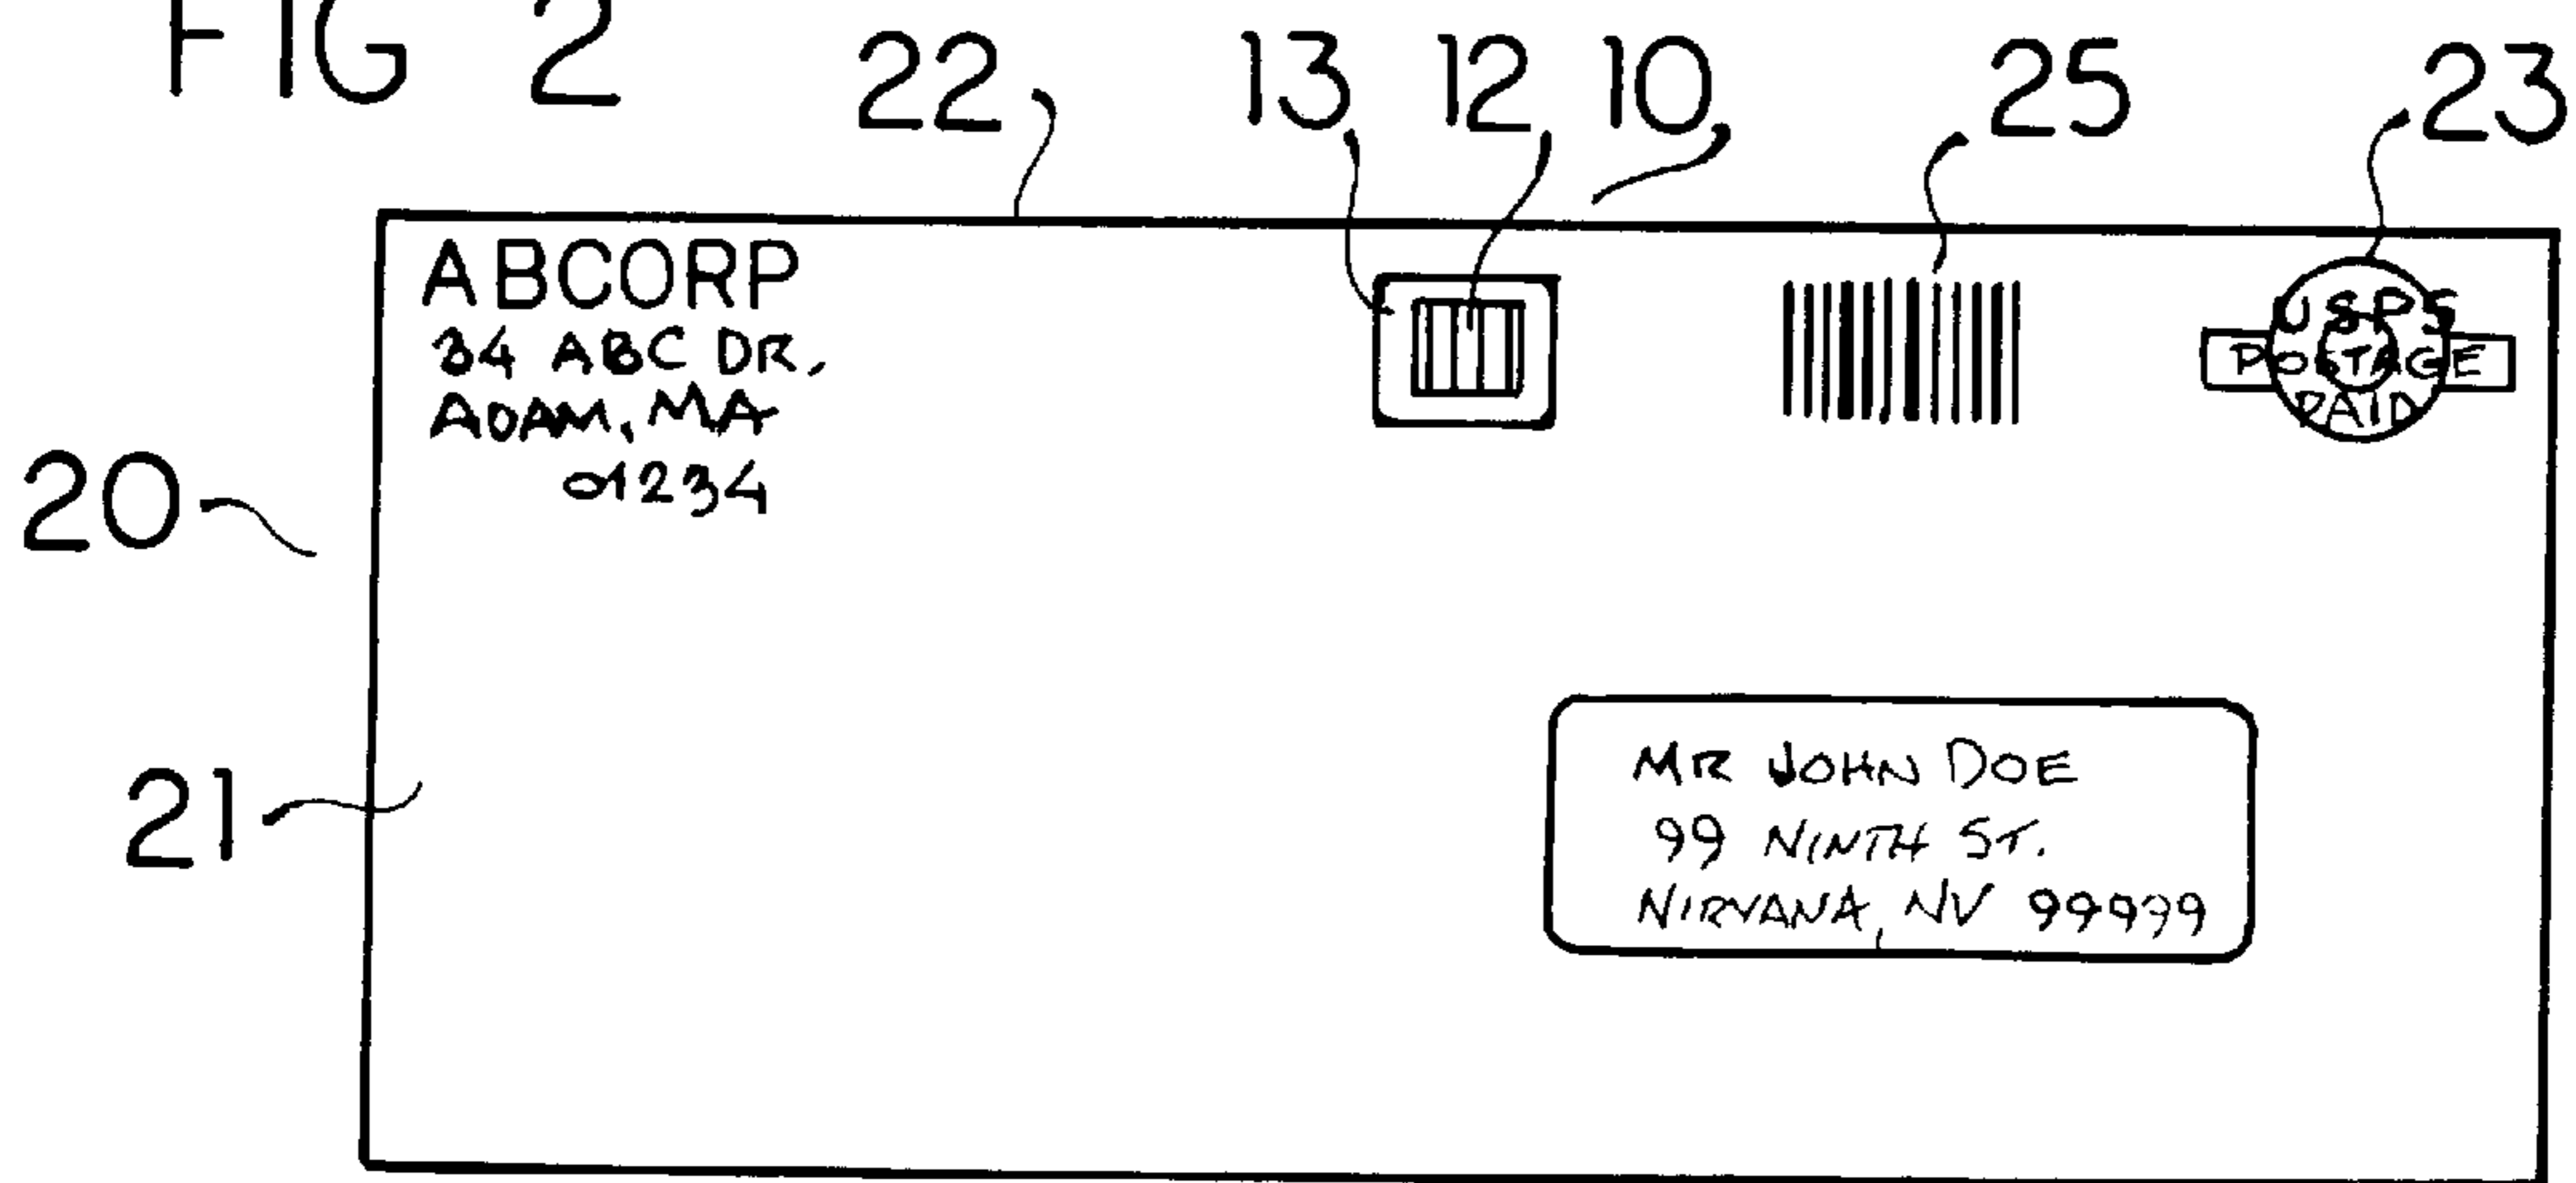 FIG 2
22 13 12 10 25 23
ABCORP
34 ABC DR,
ADAM, MA
01234
USPS
POSTAGE
PAID
20
21
MR JOHN DOE
99 NINTH ST.
NIRVANA, NV 99999